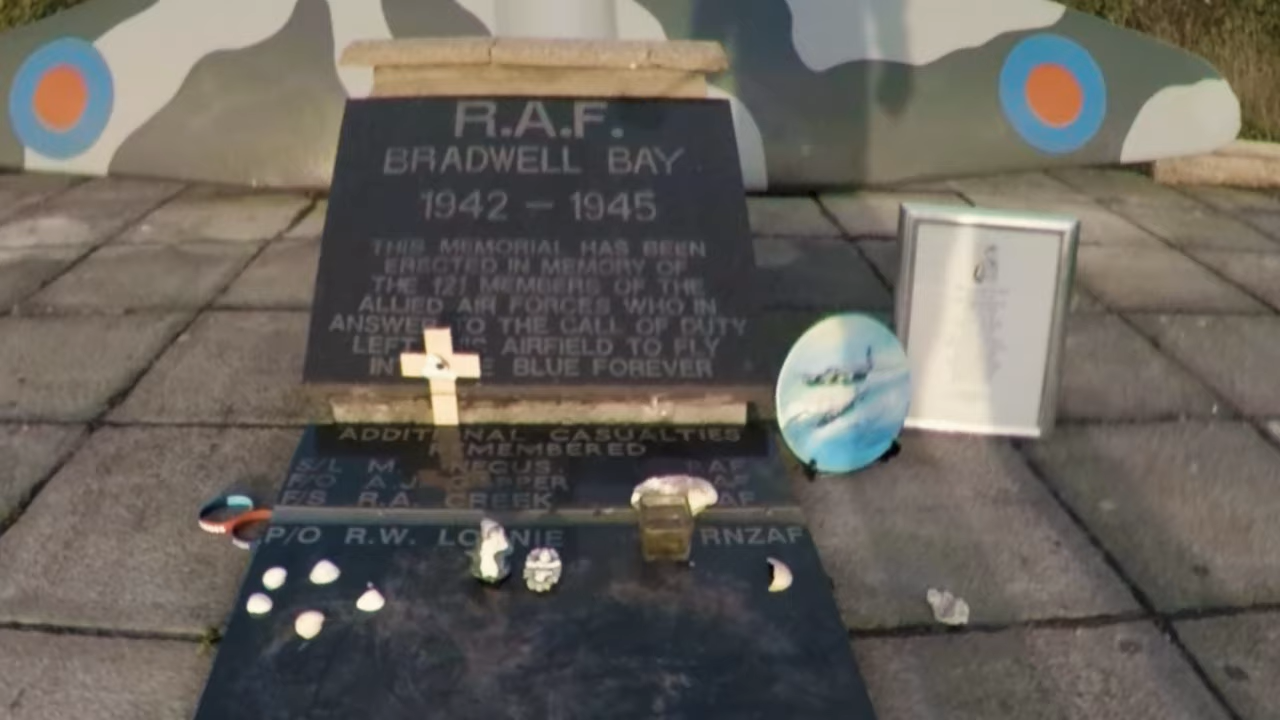 R.A.F.
BRADWELL BAY
1942 - 1945
THIS MEMORIAL HAS BEEN
ERECTED IN MEMORY OF
THE 121 MEMBERS OF THE
ALLIED AIR FORCES WHO IN
ANSWER TO THE CALL OF DUTY
LEFT AIRFIELD TO FLY
IN BLUE FOREVER
CASUALTIES
REMEMBERED
S/L M. RAF
F/O A.J.
F/S R.A. CREEK
P/O R.W. RNZAF